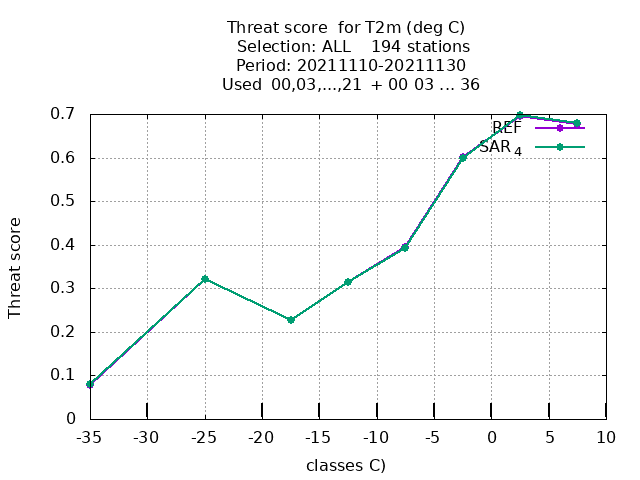 Threat score for T2m (deg C)
Selection: ALL 194 stations
Period: 20211110-20211130
Used 00,03,...,21 + 00 03 ... 36
0.7
REF
SAR 4
0.6
0.5
0.4
0.3
0.2
0.1
0
Threat score
-35 -30 -25 -20 -15 -10 -5 0 5 10
classes C)